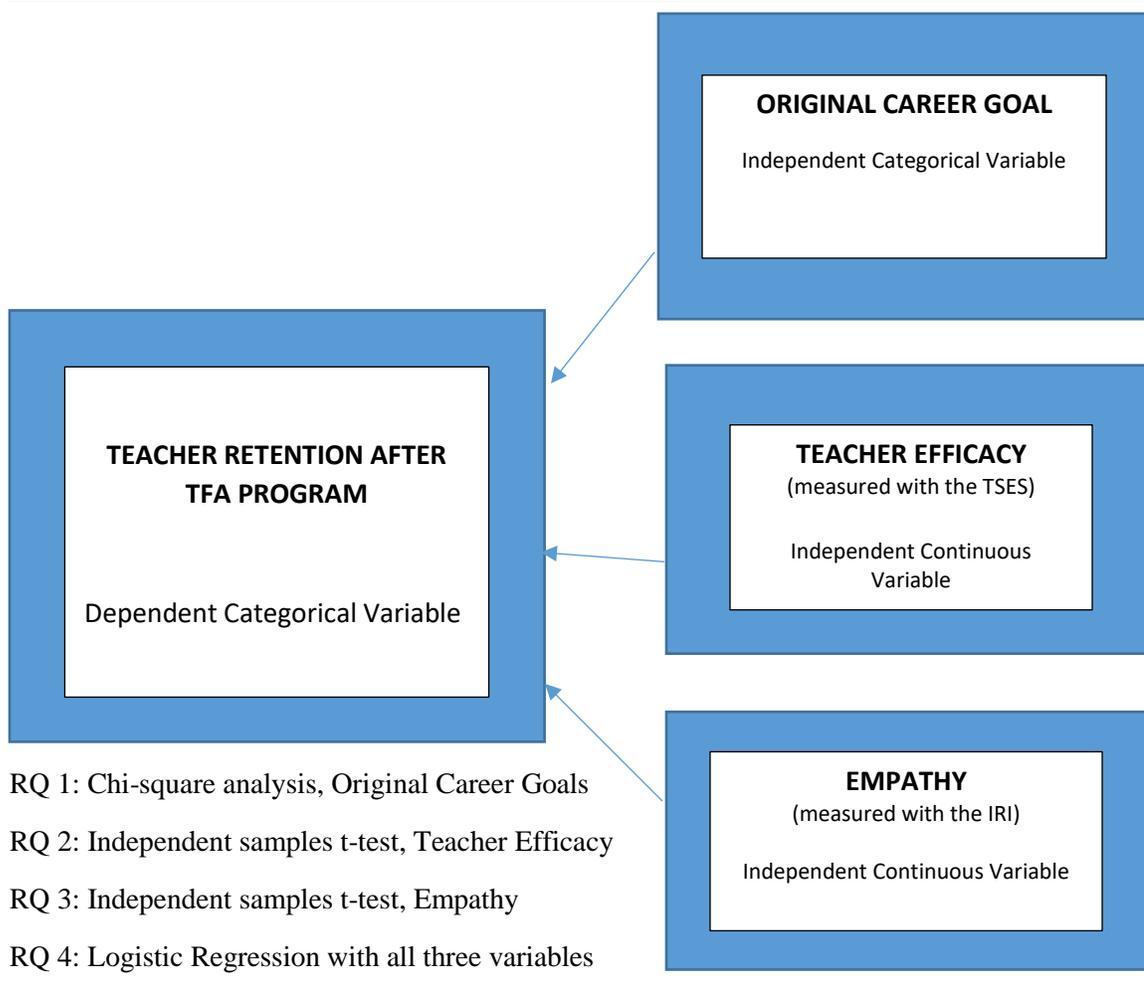 ORIGINAL CAREER GOAL
Independent Categorical Variable
TEACHER RETENTION AFTER
TFA PROGRAM
Dependent Categorical Variable
TEACHER EFFICACY
(measured with the TSES)
Independent Continuous
Variable
EMPATHY
(measured with the IRI)
Independent Continuous Variable
RQ 1: Chi-square analysis, Original Career Goals
RQ 2: Independent samples t-test, Teacher Efficacy
RQ 3: Independent samples t-test, Empathy
RQ 4: Logistic Regression with all three variables